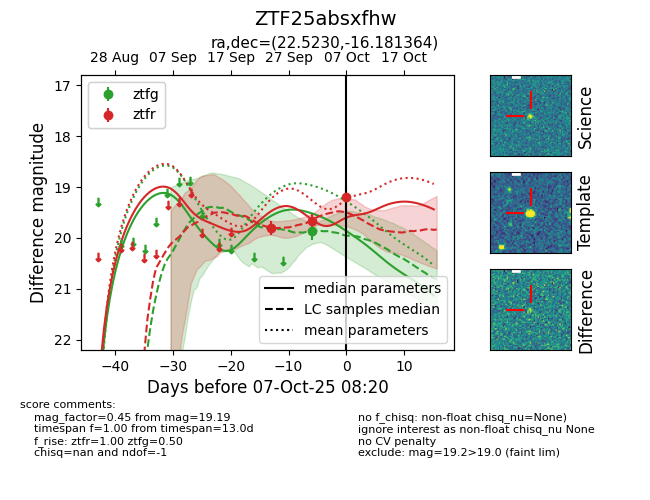 ZTF25absxfhw
ra,dec=(22.5230,-16.181364)
28 Aug 07 Sep 17 Sep 27 Sep 07 Oct 17 Oct
ztfg
ztfr
17
18
19
20
21
22
Difference magnitude
median parameters
LC samples median
mean parameters
−40 −30 −20 −10 0 10
Days before 07-Oct-25 08:20
Science
Template
Difference
score comments:
mag_factor=0.45 from mag=19.19
timespan f=1.00 from timespan=13.0d
f_rise: ztfr=1.00 ztfg=0.50
chisq=nan and ndof=-1
no f_chisq: non-float chisq_nu=None)
ignore interest as non-float chisq_nu None
no CV penalty
exclude: mag=19.2>19.0 (faint lim)